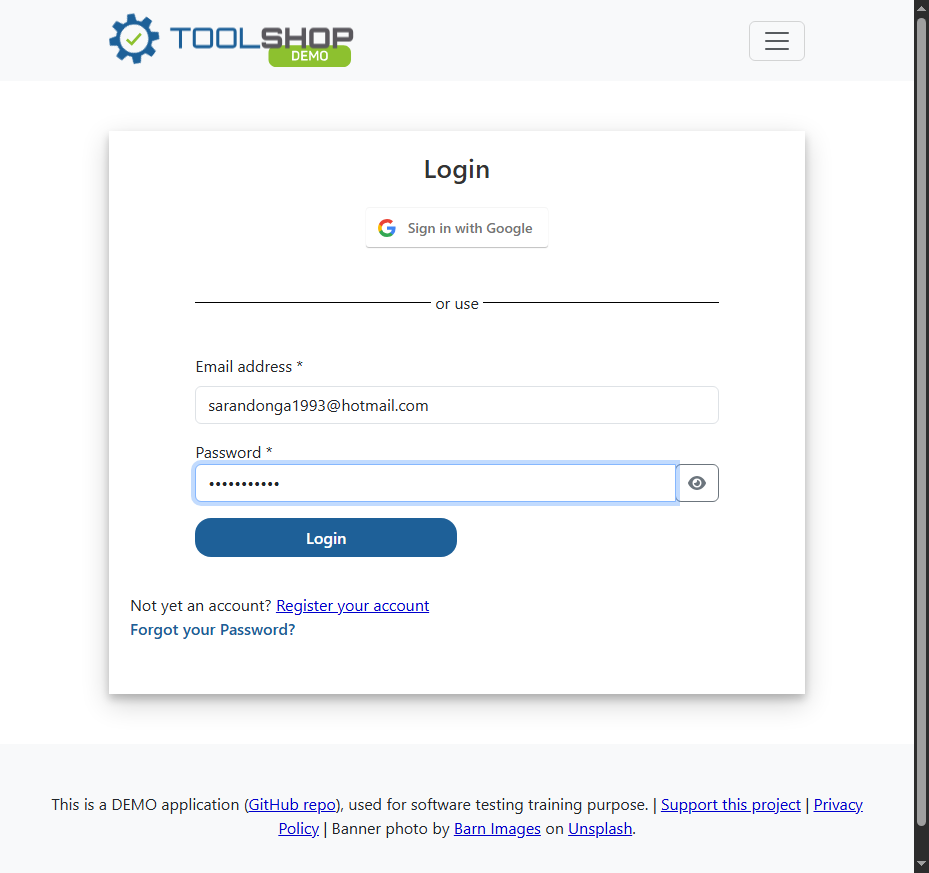 TOOLSHOP
DEMO
Login
Sign in with Google
or use
Email address *
sarandonga1993@hotmail.com
Password *
•••••••••••
Login
Not yet an account? Register your account
Forgot your Password?
This is a DEMO application (GitHub repo), used for software testing training purpose. | Support this project | Privacy
Policy | Banner photo by Barn Images on Unsplash.